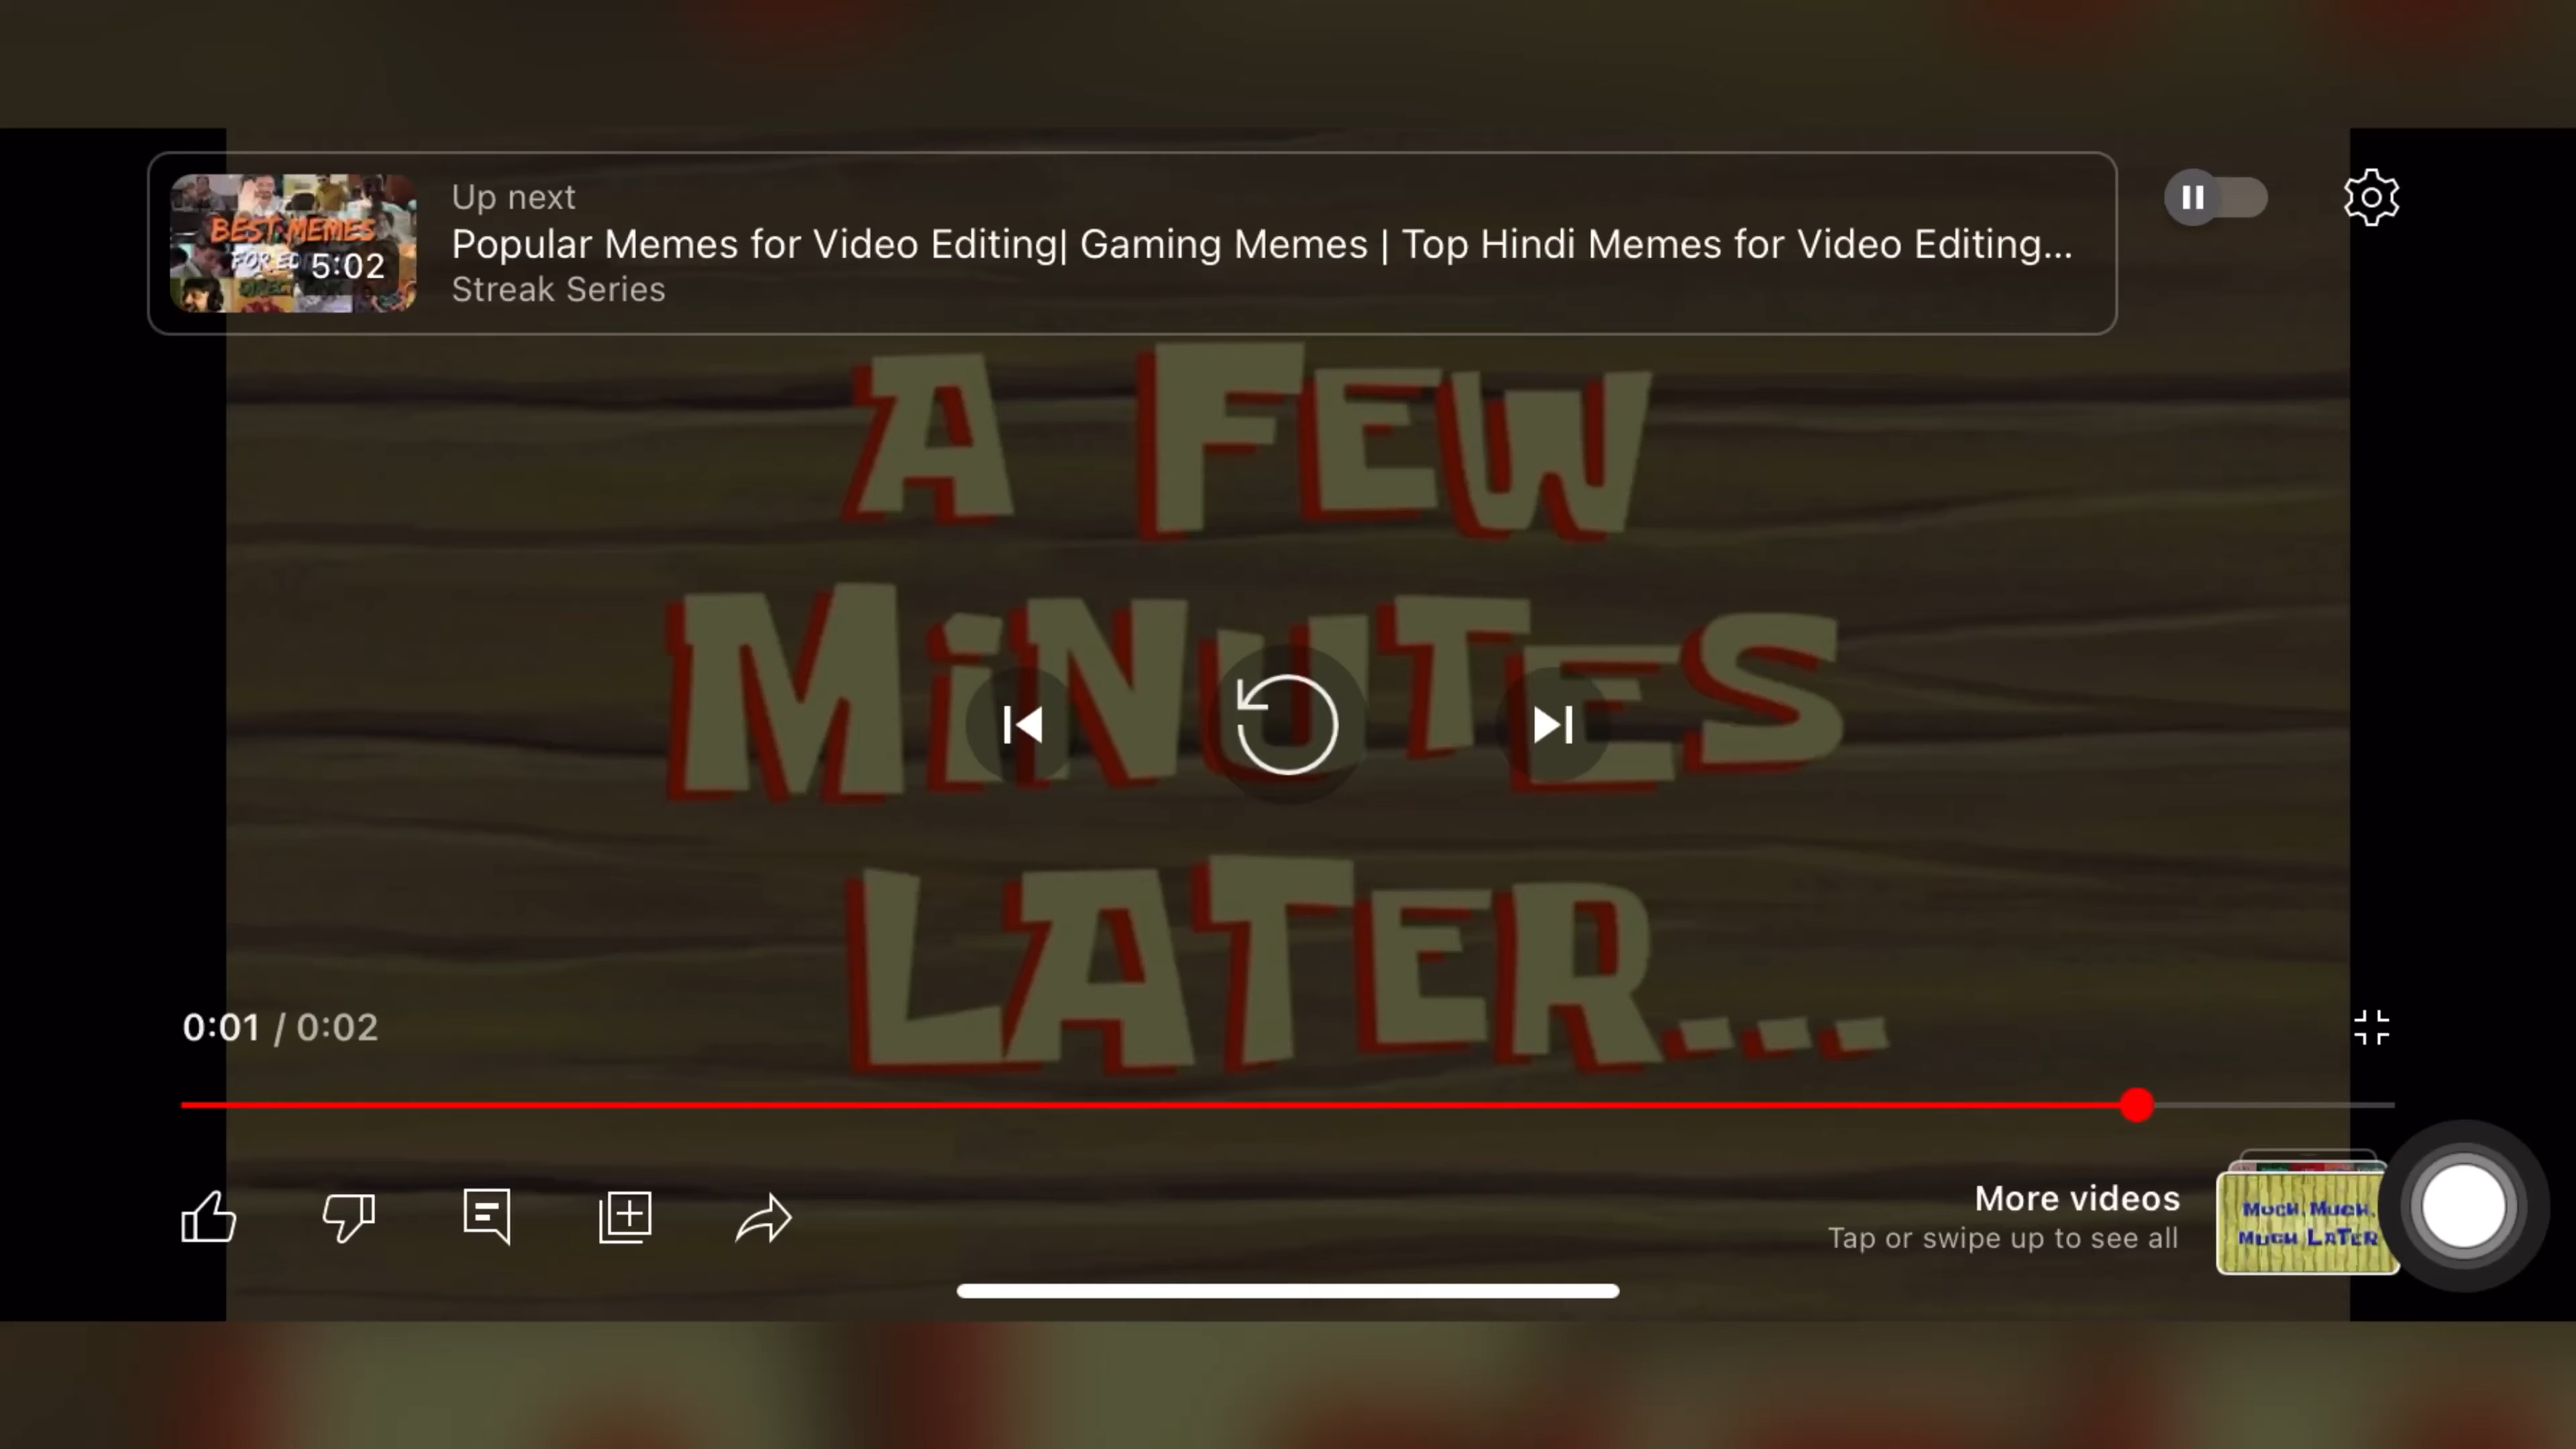 Up next
Popular Memes for Video Editing| Gaming Memes | Top Hindi Memes for Video Editing...
Streak Series
BEST MEMES
5:02
A FEW
MiNUTES
LATER...
0:01 / 0:02
More videos
Tap or swipe up to see all
MUCH, MUCH,
MUCH LATER